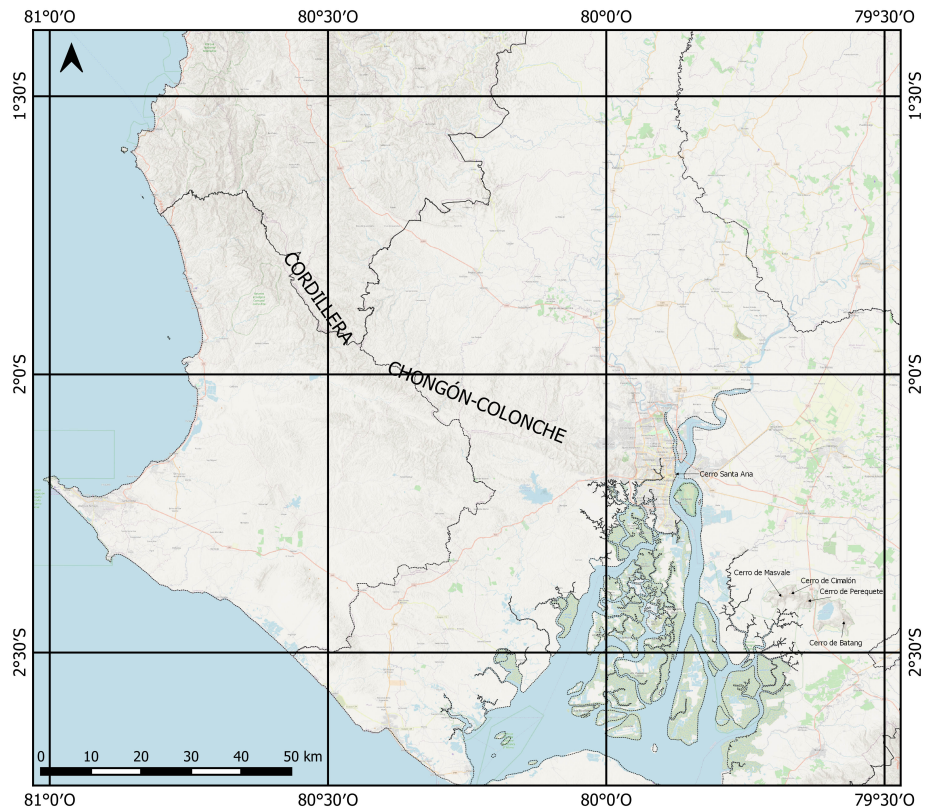 81°0'O 80°30'O 80°0'O 79°30'O
1°30'S 1°30'S
CORDILLERA
CHONGÓN-COLONCHE
2°0'S 2°0'S
Cerro Santa Ana
Cerro de Masvale
Cerro de Cimalón
Cerro de Perequete
Cerro de Batang
2°30'S 2°30'S
0 10 20 30 40 50 km
81°0'O 80°30'O 80°0'O 79°30'O